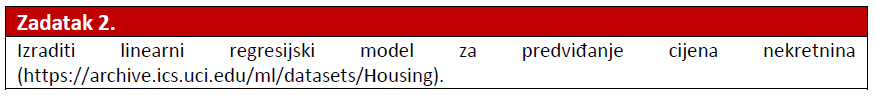 Zadatak 2.
Izraditi linearni regresijski model za predviđanje cijena nekretnina
(https://archive.ics.uci.edu/ml/datasets/Housing).